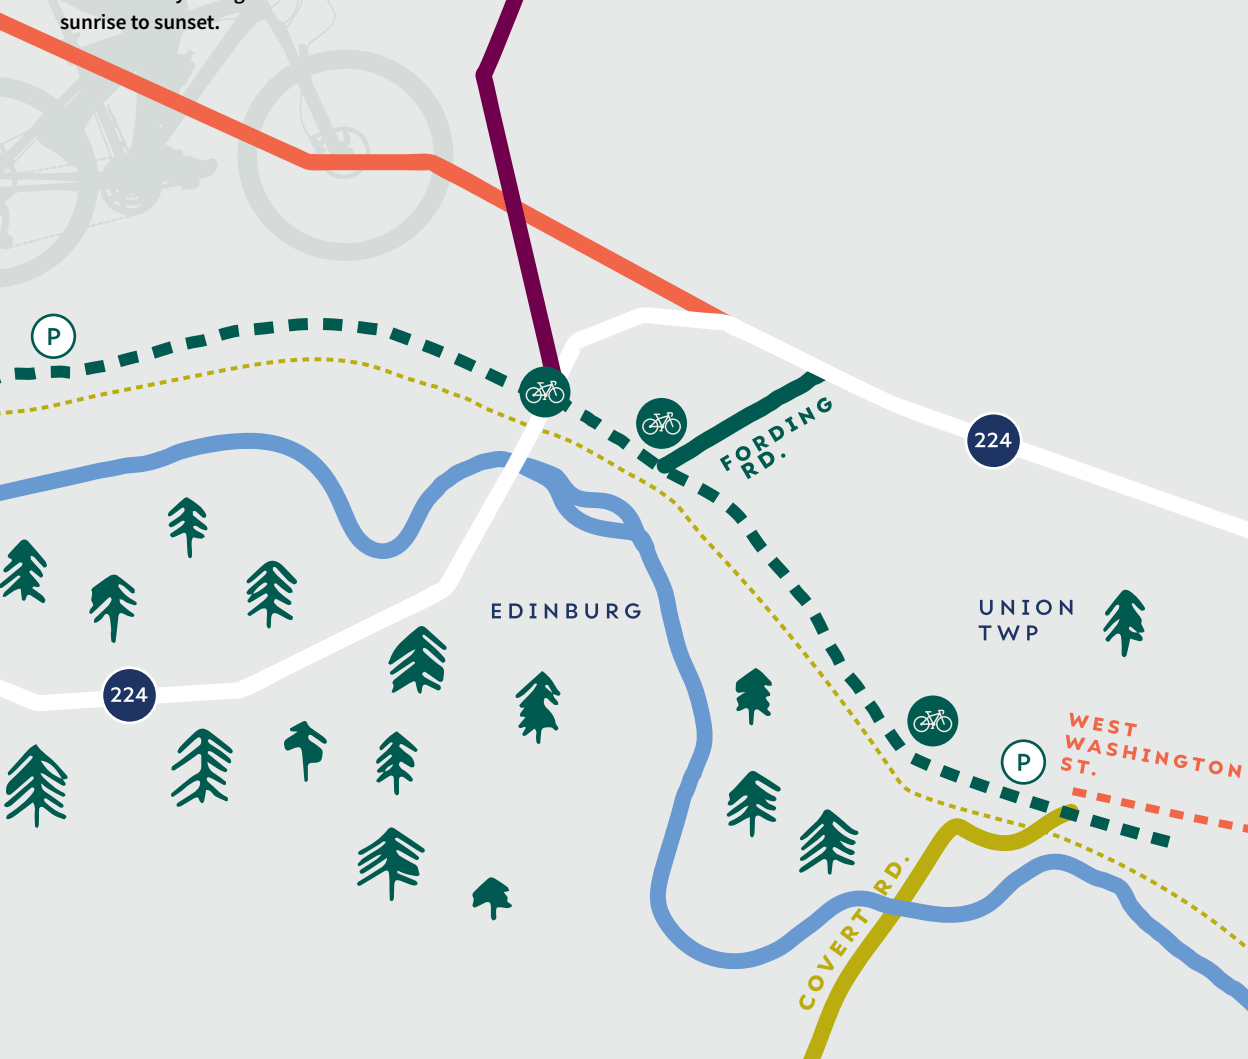 sunrise to sunset.
P
FORDING
RD.
224
EDINBURG
UNION
TWP
224
WEST
WASHINGTON
ST.
P
COVERT RD.